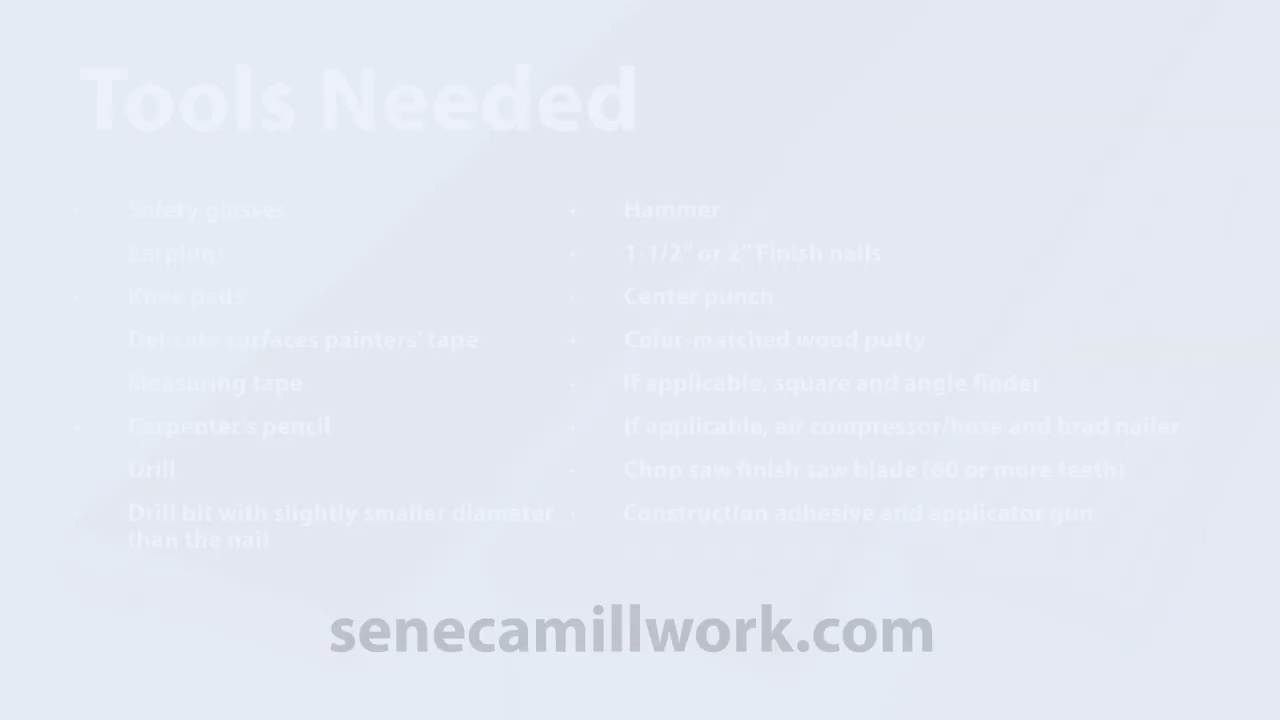 Tools Needed
• Safety glasses
• Earplugs
• Knee pads
• Delicate surfaces painters' tape
• Measuring tape
• Carpenter's pencil
• Drill
• Drill bit with slightly smaller diameter
than the nail
• Hammer
• 1-1/2" or 2" Finish nails
• Center punch
• Color-matched wood putty
• If applicable, square and angle finder
• If applicable, air compressor/hose and brad nailer
• Chop saw finish saw blade (60 or more teeth)
• Construction adhesive and applicator gun
senecamillwork.com